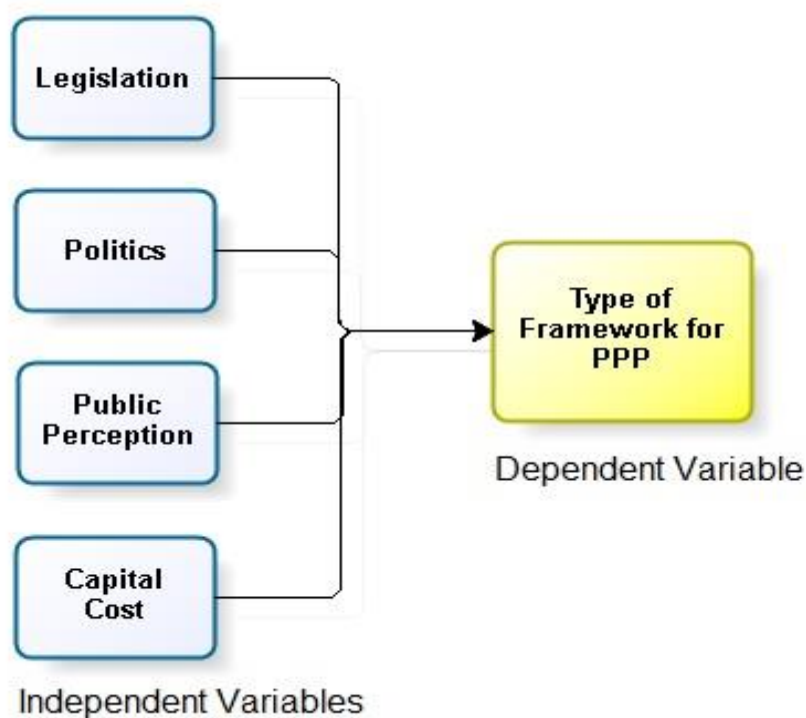 Legislation
Politics
Public
Perception
Capital
Cost
Independent Variables
Type of
Framework for
PPP
Dependent Variable